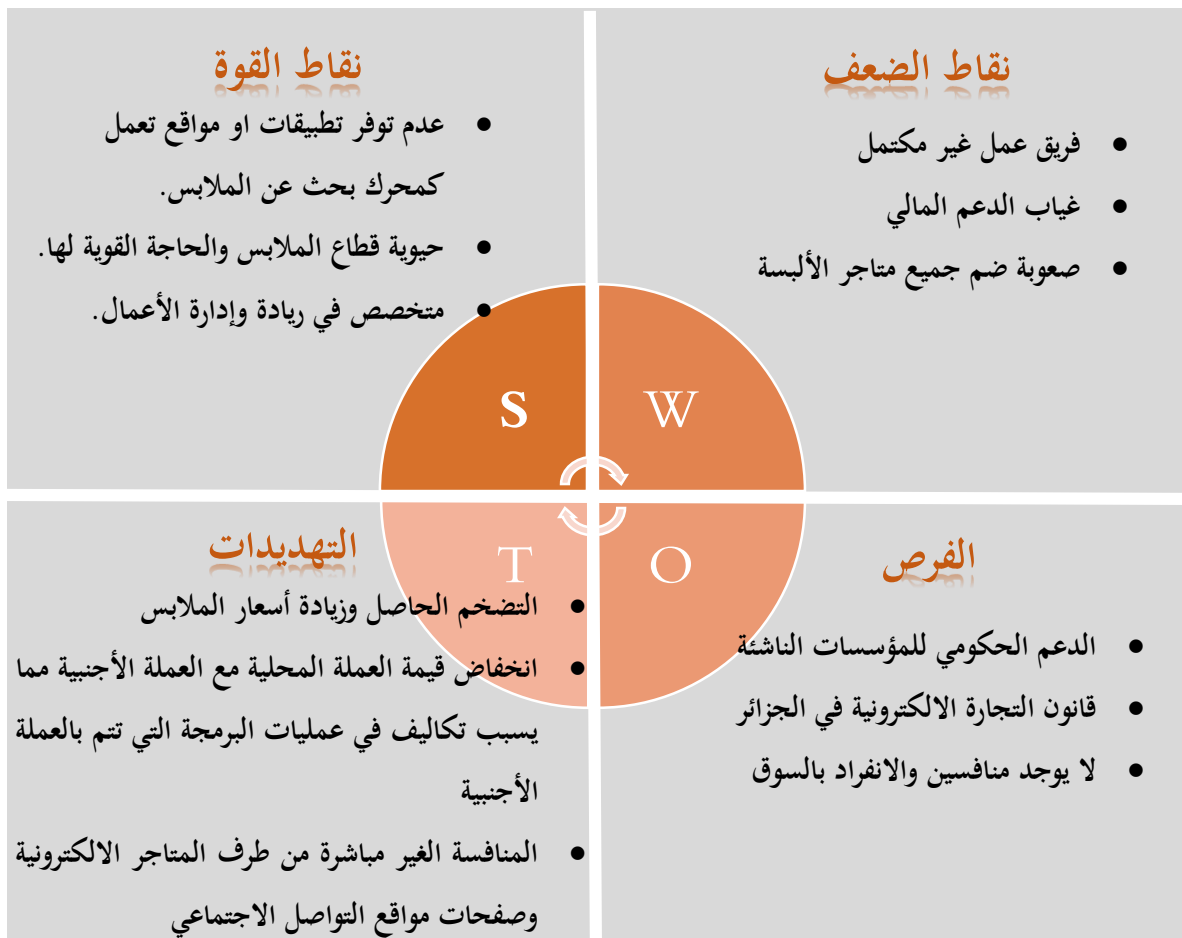 نقاط القوة
● عدم توفر تطبيقات او مواقع تعمل
كمحرك بحث عن الملابس.
● حيوية قطاع الملابس والحاجة القوية لها.
● متخصص في ريادة وإدارة الأعمال.
S
نقاط الضعف
● فريق عمل غير مكتمل
● غياب الدعم المالي
● صعوبة ضم جميع متاجر الألبسة
W
التهديدات
T
● التضخم الحاصل وزيادة أسعار الملابس
● انخفاض قيمة العملة المحلية مع العملة الأجنبية مما
يسبب تكاليف في عمليات البرمجة التي تتم بالعملة
الأجنبية
● المنافسة الغير مباشرة من طرف المتاجر الالكترونية
وصفحات مواقع التواصل الاجتماعي
الفرص
O
● الدعم الحكومي للمؤسسات الناشئة
● قانون التجارة الالكترونية في الجزائر
● لا يوجد منافسين والانفراد بالسوق